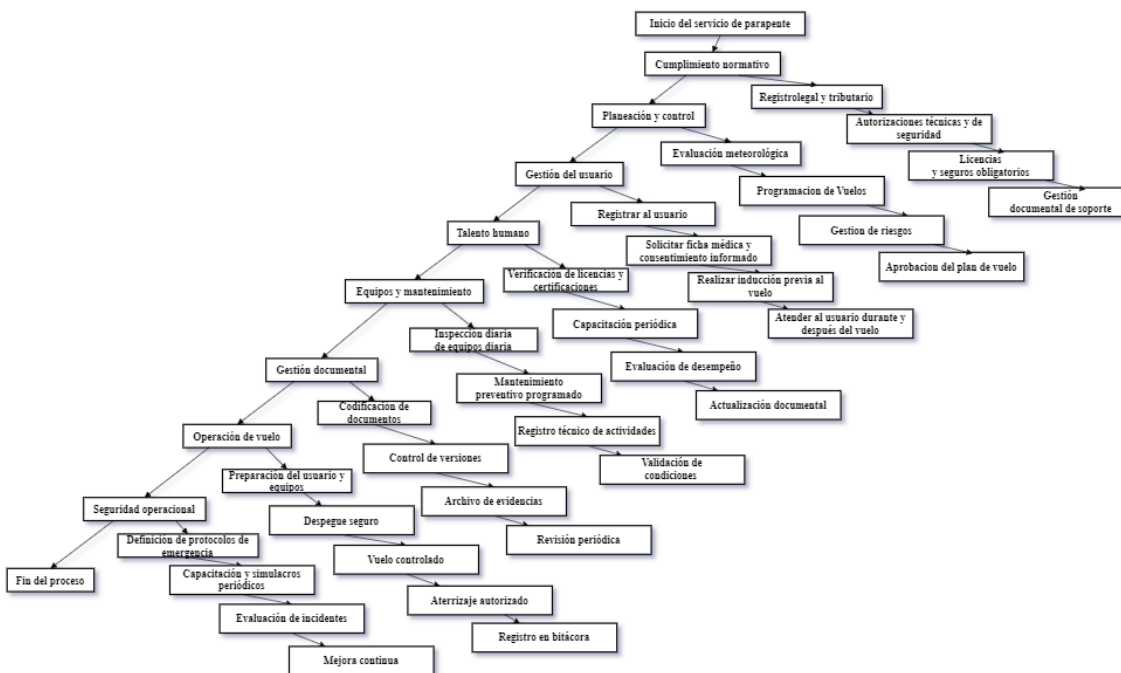 Inicio del servicio de parapente
Cumplimiento normativo
Registrolegal y tributario
Planeación y control
Autorizaciones técnicas y de
seguridad
Evaluación meteorológica
Licencias
y seguros obligatorios
Gestión del usuario
Programacion de Vuelos
Gestión
documental de soporte
Registrar al usuario
Talento humano
Gestion de riesgos
Solicitar ficha médica y
consentimiento informado
Aprobacion del plan de vuelo
Verificación de licencias y
certificaciones
Realizar inducción previa al
vuelo
Equipos y mantenimiento
Capacitación periódica
Atender al usuario durante y
después del vuelo
Inspección diaria
de equipos diaria
Evaluación de desempeño
Gestión documental
Mantenimiento
preventivo programado
Actualización documental
Codificación de
documentos
Registro técnico de actividades
Operación de vuelo
Control de versiones
Validación de
condiciones
Preparación del usuario y
equipos
Archivo de evidencias
Seguridad operacional
Despegue seguro
Revisión periódica
Definición de protocolos de
emergencia
Vuelo controlado
Fin del proceso
Capacitación y simulacros
periódicos
Aterrizaje autorizado
Evaluación de incidentes
Registro en bitácora
Mejora continua